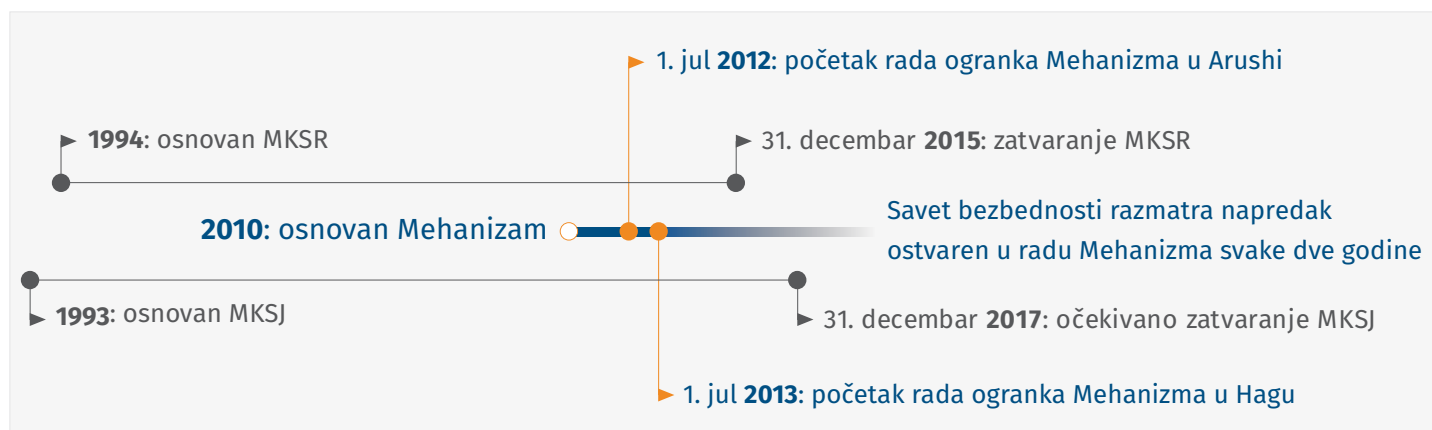 1. jul 2012: početak rada ogranka Mehanizma u Arushi
1994: osnovan MKSR
31. decembar 2015: zatvaranje MKSR
2010: osnovan Mehanizam
Savet bezbednosti razmatra napredak
ostvaren u radu Mehanizma svake dve godine
1993: osnovan MKSJ
31. decembar 2017: očekivano zatvaranje MKSJ
1. jul 2013: početak rada ogranka Mehanizma u Hagu